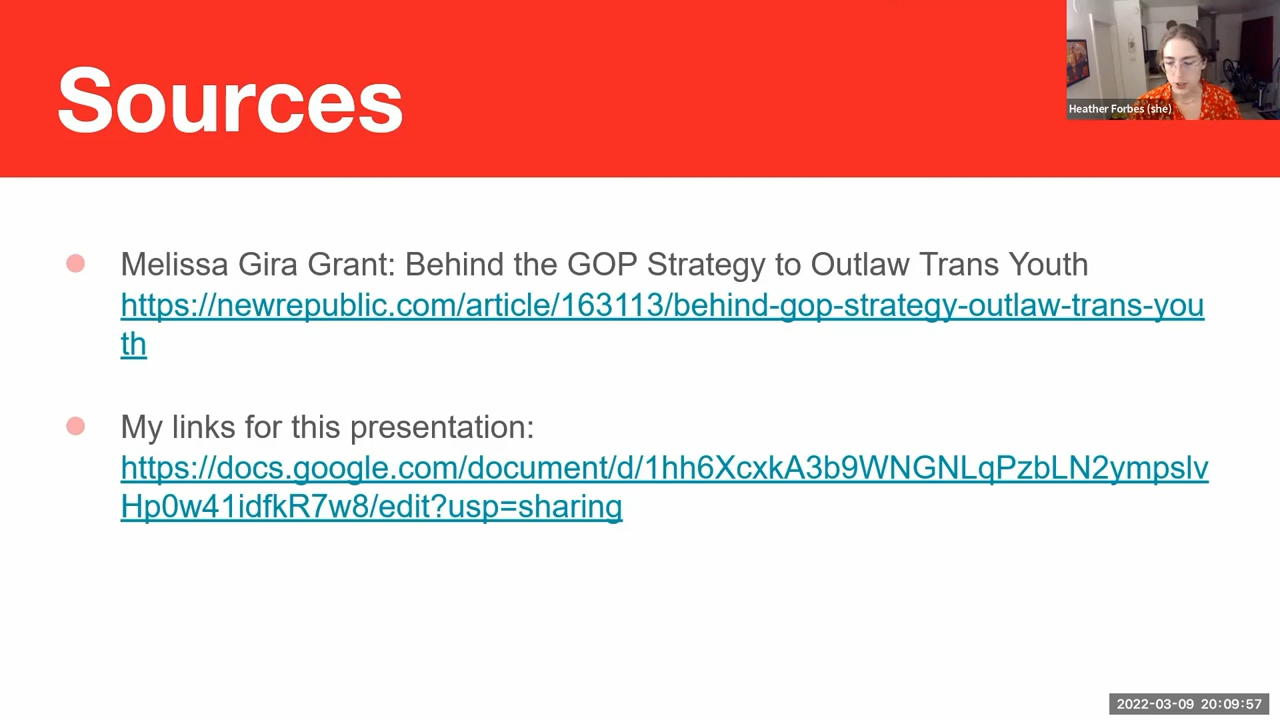 Sources
Heather Forbes (she)
Melissa Gira Grant: Behind the GOP Strategy to Outlaw Trans Youth
https://newrepublic.com/article/163113/behind-gop-strategy-outlaw-trans-you
th
My links for this presentation:
https://docs.google.com/document/d/1hh6XcxkA3b9WNGNLqPzbLN2ympslv
Hp0w41idfkR7w8/edit?usp=sharing
2022-03-09 20:09:57